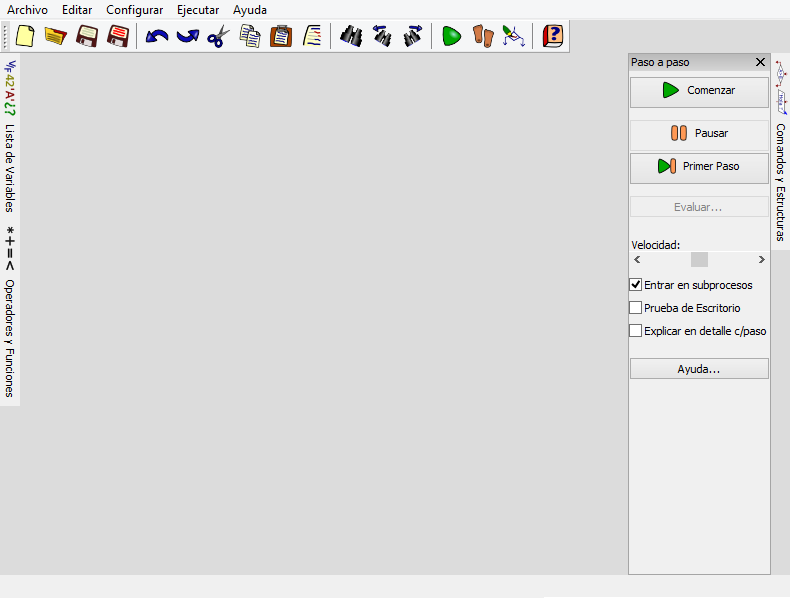 Archivo Editar Configurar Ejecutar Ayuda
Paso a paso
Comenzar
Pausar
Primer Paso
Evaluar...
Velocidad:
Entrar en subprocesos
Prueba de Escritorio
Explicar en detalle c/paso
Ayuda...
42'A'¿?
Lista de Variables
*+=<
Operadores y Funciones
Comandos y Estructuras